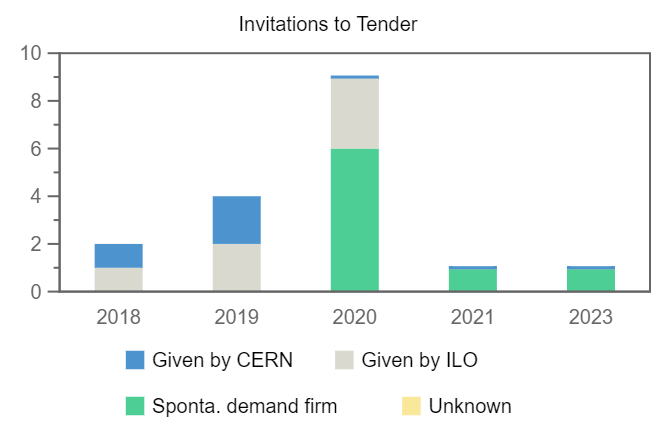 Invitations to Tender
10
8
6
4
2
0
2018 2019 2020 2021 2023
Given by CERN Given by ILO
Sponta. demand firm Unknown